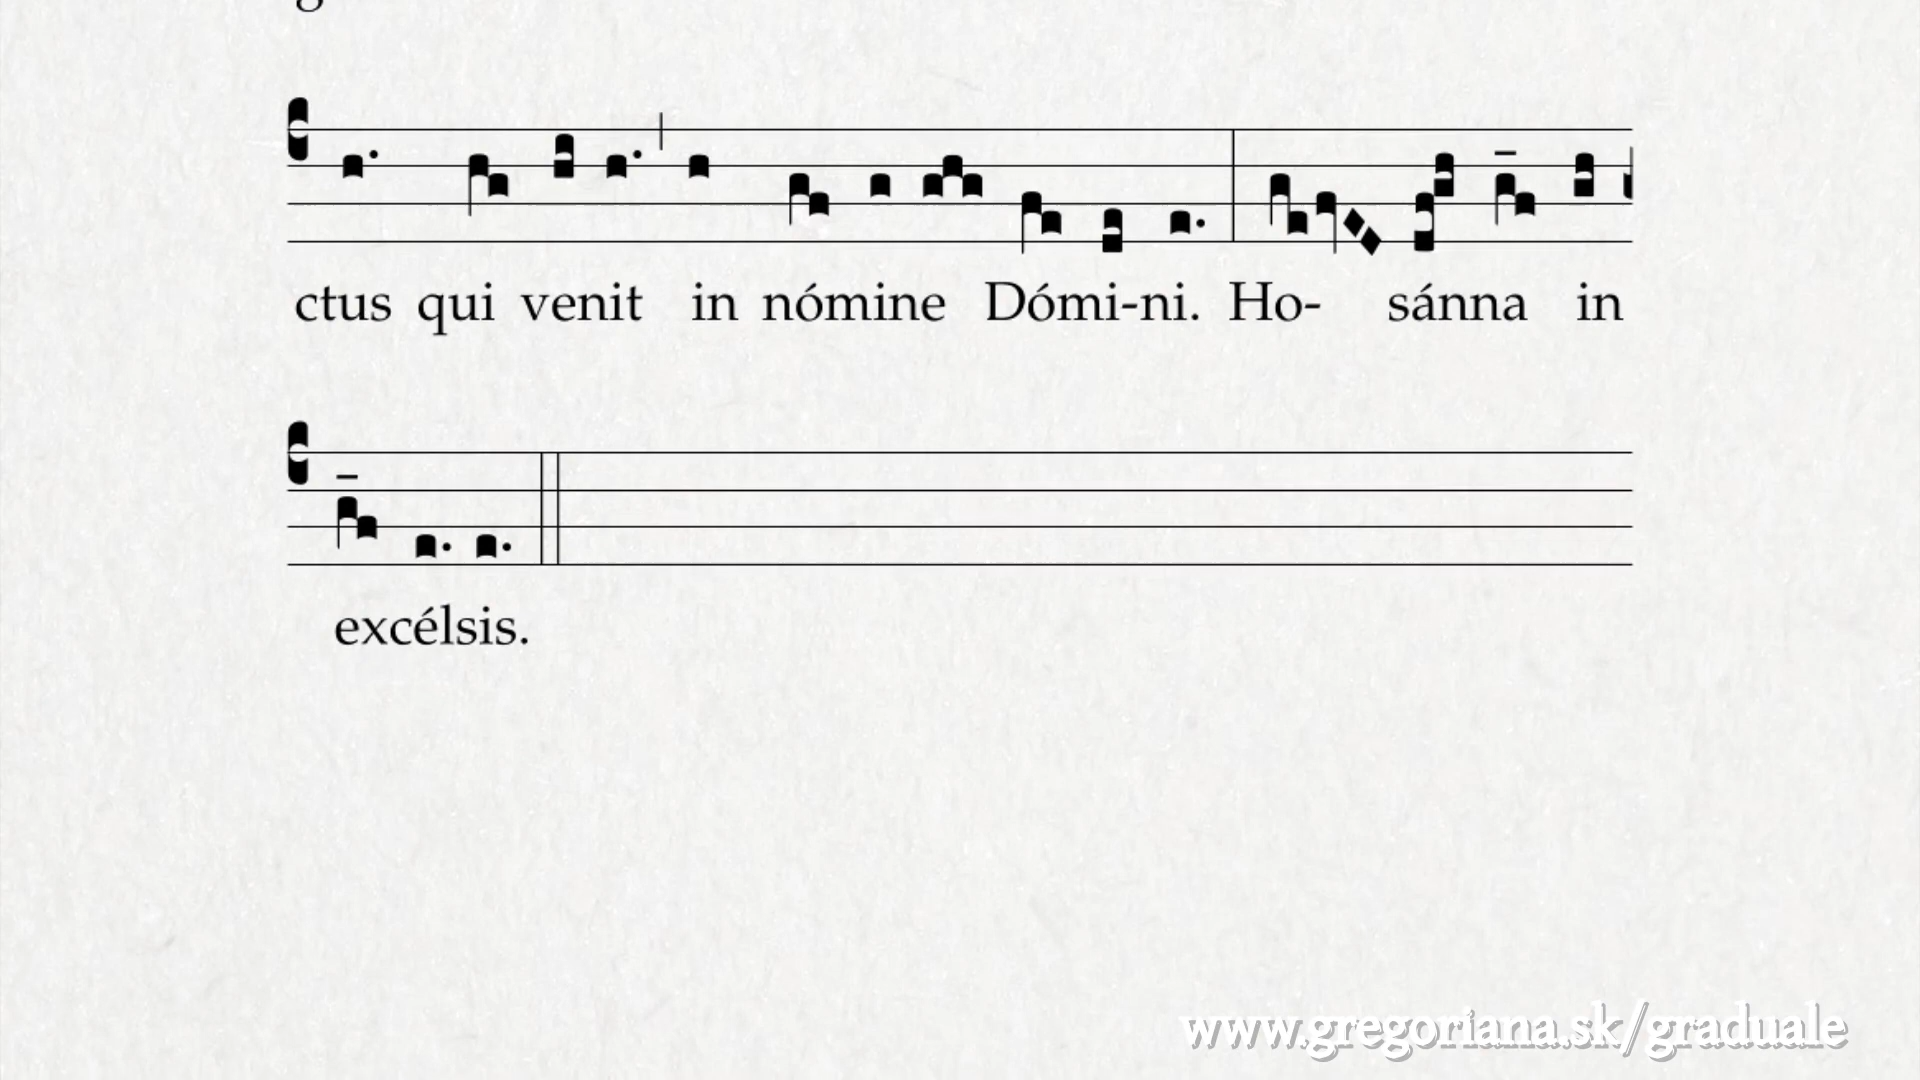 ctus qui venit in nómine Dómi-ni. Ho- sánna in
excélsis.
www.gregoriana.sk/graduale